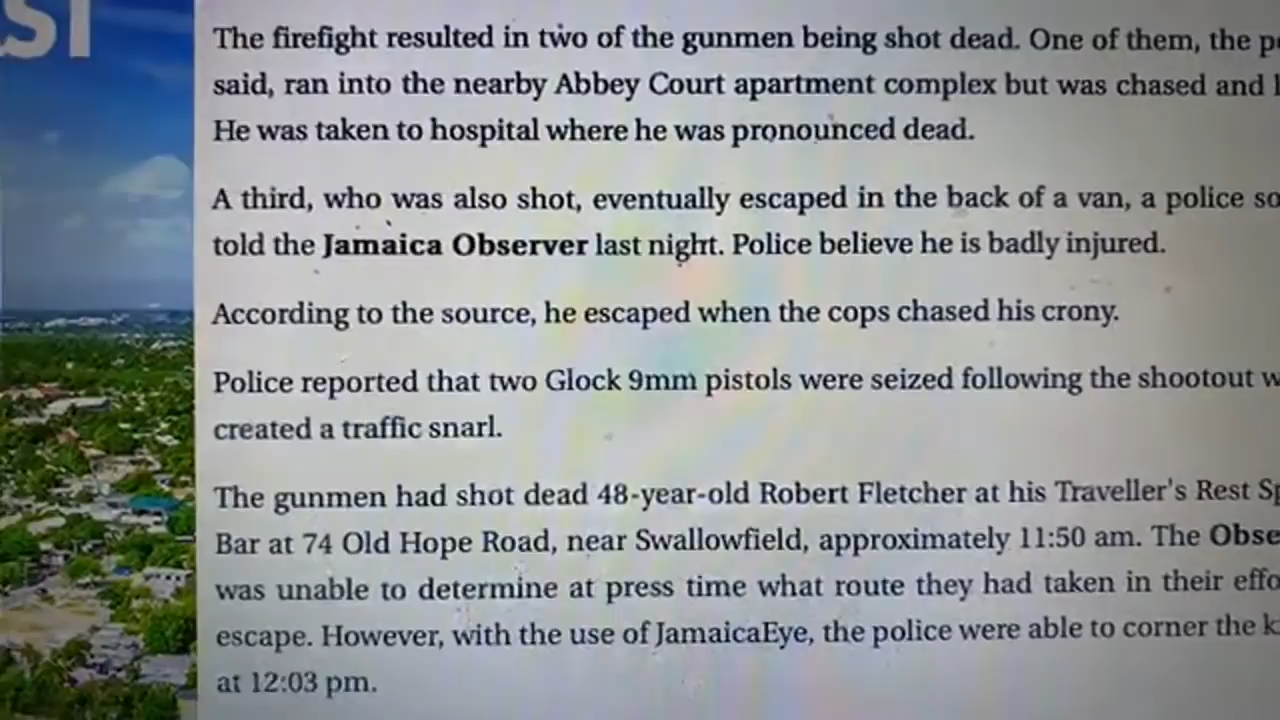 ST
The firefight resulted in two of the gunmen being shot dead. One of them, the
said, ran into the nearby Abbey Court apartment complex but was chased and
He was taken to hospital where he was pronounced dead.
A third, who was also shot, eventually escaped in the back of a van, a police
told the Jamaica Observer last night. Police believe he is badly injured.
According to the source, he escaped when the cops chased his crony.
Police reported that two Glock 9mm pistols were seized following the shootout
created a traffic snarl.
The gunmen had shot dead 48-year-old Robert Fletcher at his Traveller's Rest
Bar at 74 Old Hope Road, near Swallowfield, approximately 11:50 am. The
was unable to determine at press time what route they had taken in their
escape. However, with the use of JamaicaEye, the police were able to corner the
at 12:03 pm.